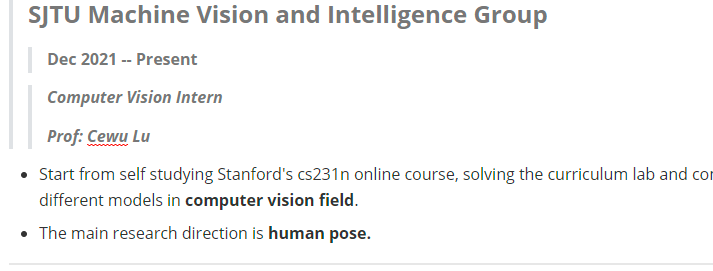 SJTU Machine Vision and Intelligence Group
Dec 2021 -- Present
Computer Vision Intern
Prof: Cewu Lu
Start from self studying Stanford's cs231n online course, solving the curriculum lab and
different models in computer vision field.
The main research direction is human pose.